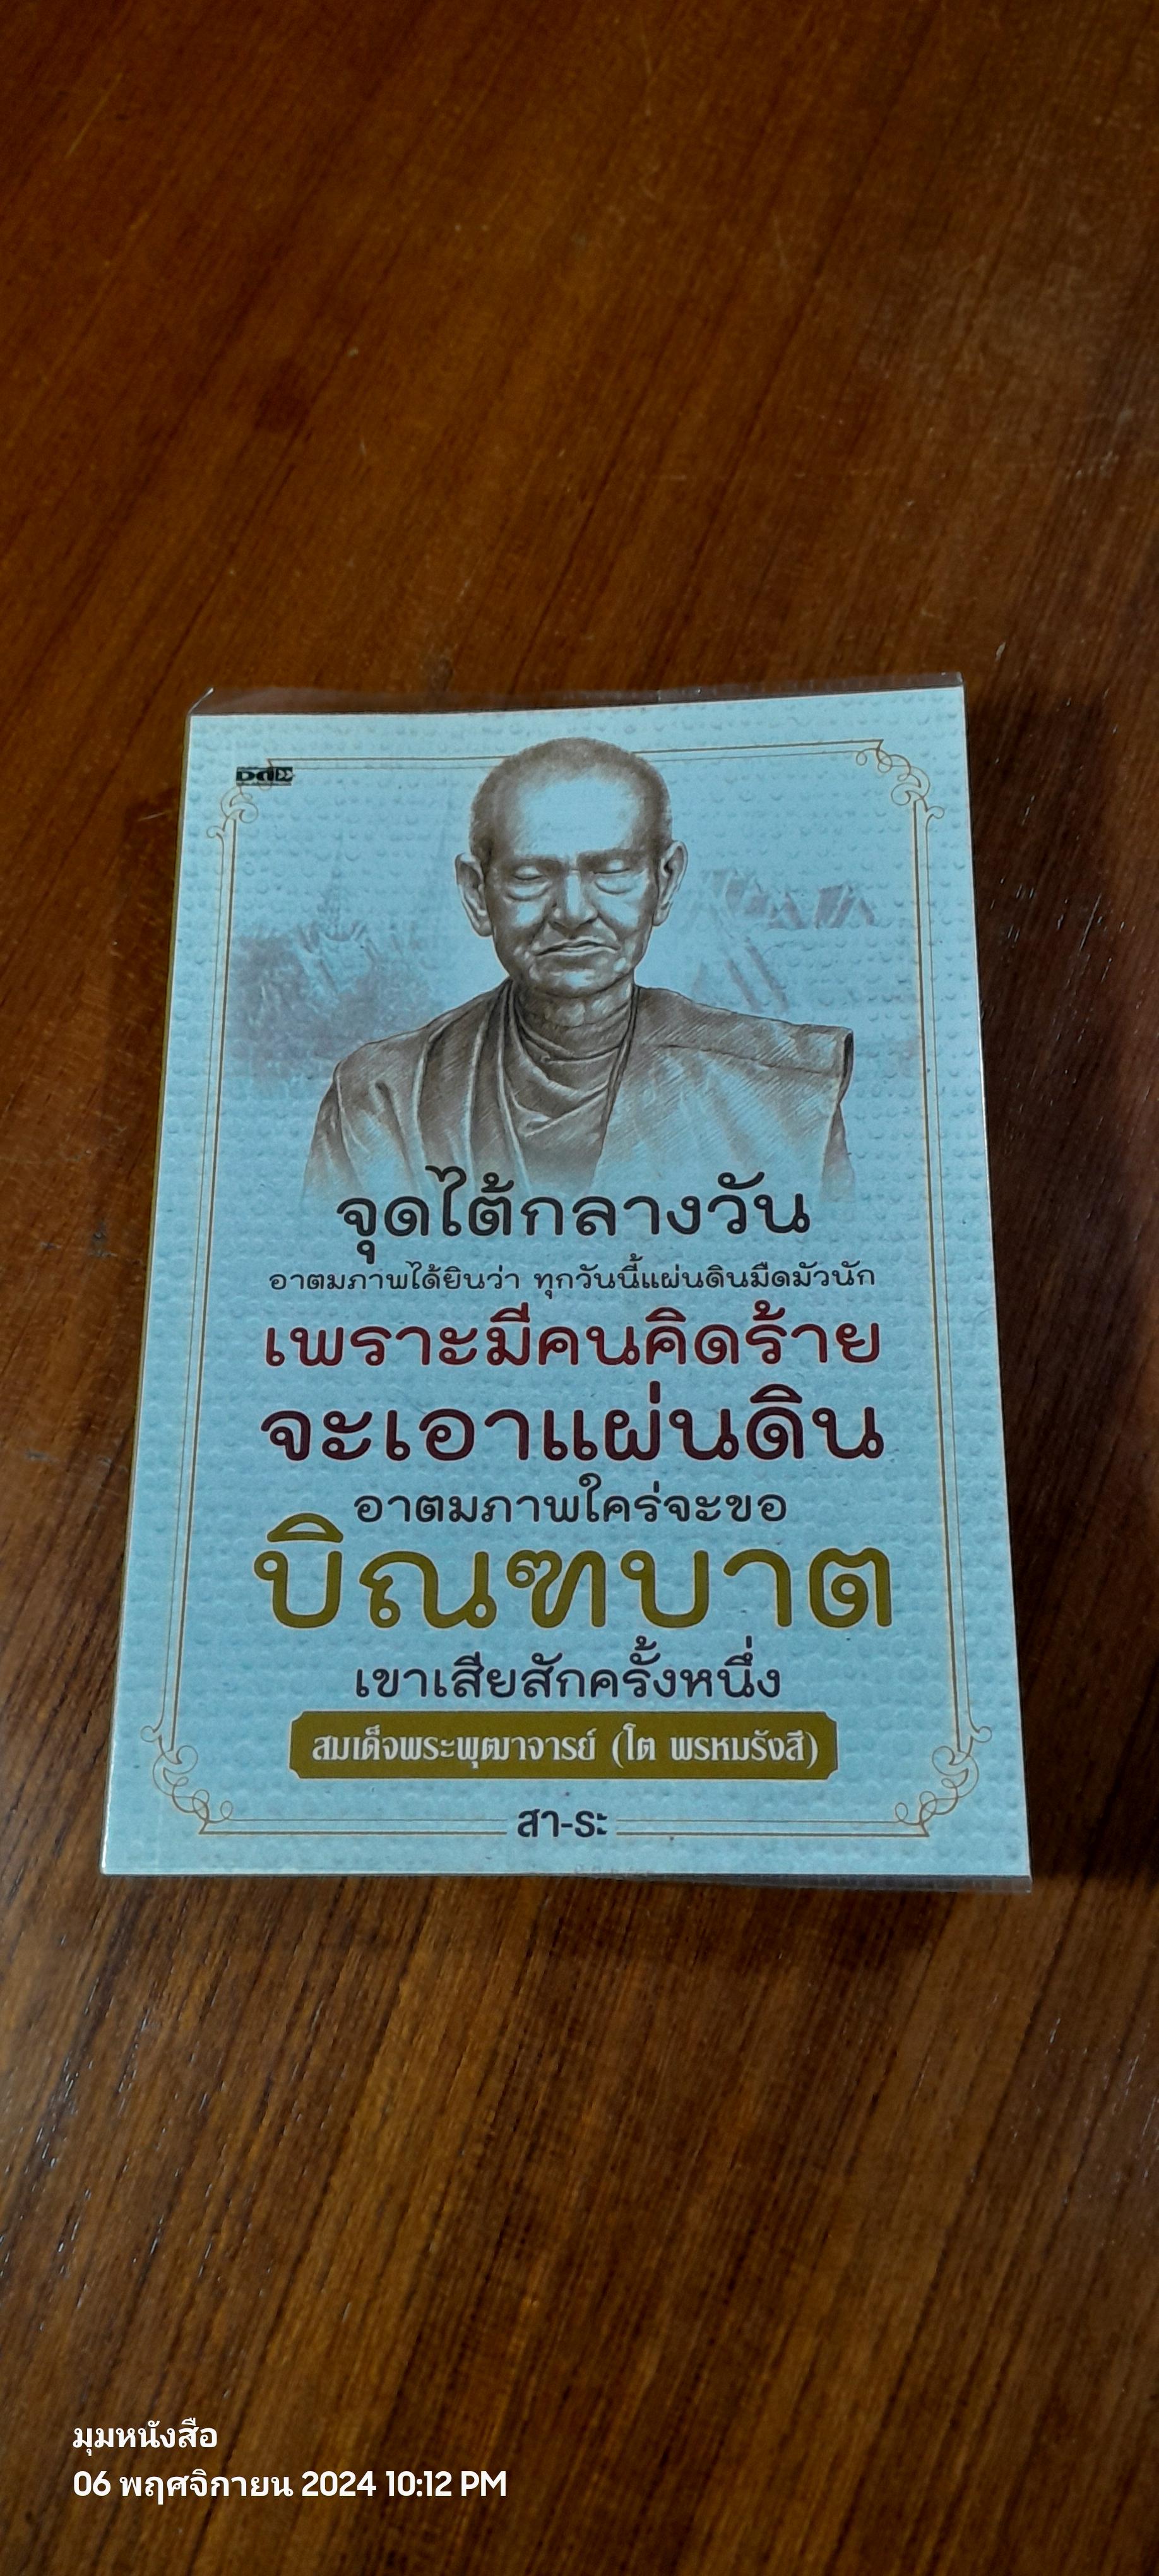 จุดไต้กลางวัน
อาตมภาพได้ยินว่า ทุกวันนี้แผ่นดินมืดมัวนัก
เพราะมีคนคิดร้าย
จะเอาแผ่นดิน
อาตมภาพใคร่จะขอ
บิณฑบาต
เขาเสียสักครั้งหนึ่ง
สมเด็จพระพุฒาจารย์ (โต พรหมรังสี)
สา-ระ
มุมหนังสือ
06 พฤศจิกายน 2024 10:12 PM